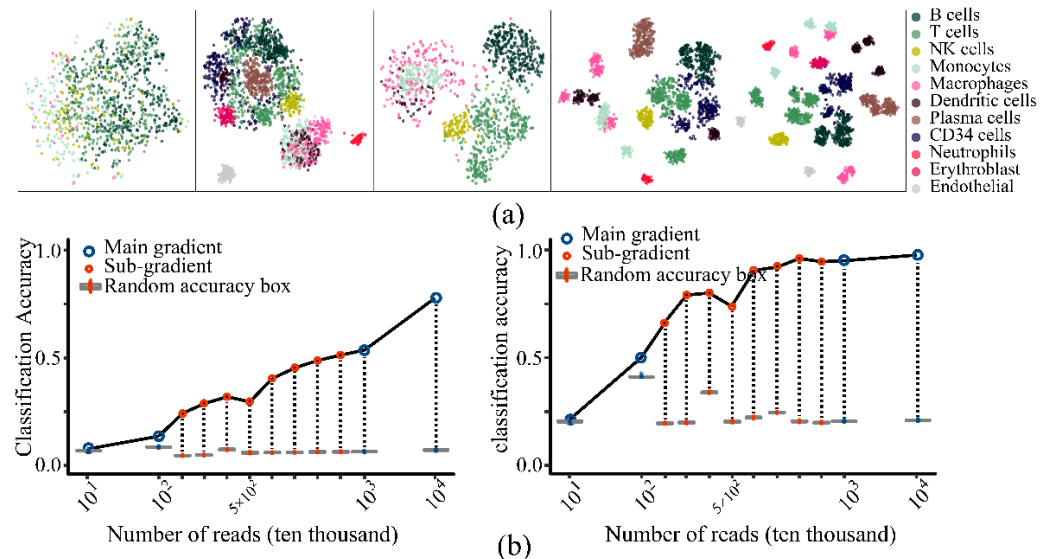 B cells
T cells
NK cells
Monocytes
Macrophages
Dendritic cells
Plasma cells
CD34 cells
Neutrophils
Erythroblast
Endothelial
(a)
Classification Accuracy
1.0
0.5
0.0
Main gradient
Sub-gradient
Random accuracy box
10¹
10²
5×10²
10³
10⁴
Number of reads (ten thousand)
classification accuracy
1.0
0.5
0.0
Main gradient
Sub-gradient
Random accuracy box
10¹
10²
5×10²
10³
10⁴
Number of reads (ten thousand)
(b)